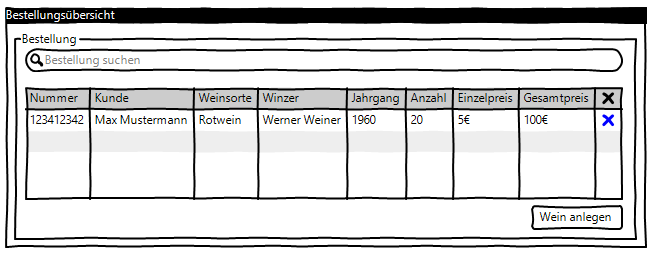 Bestellungsübersicht
Bestellung
Bestellung suchen
Nummer Kunde Weinsorte Winzer Jahrgang Anzahl Einzelpreis Gesamtpreis
123412342 Max Mustermann Rotwein Werner Weiner 1960 20 5€ 100€
Wein anlegen